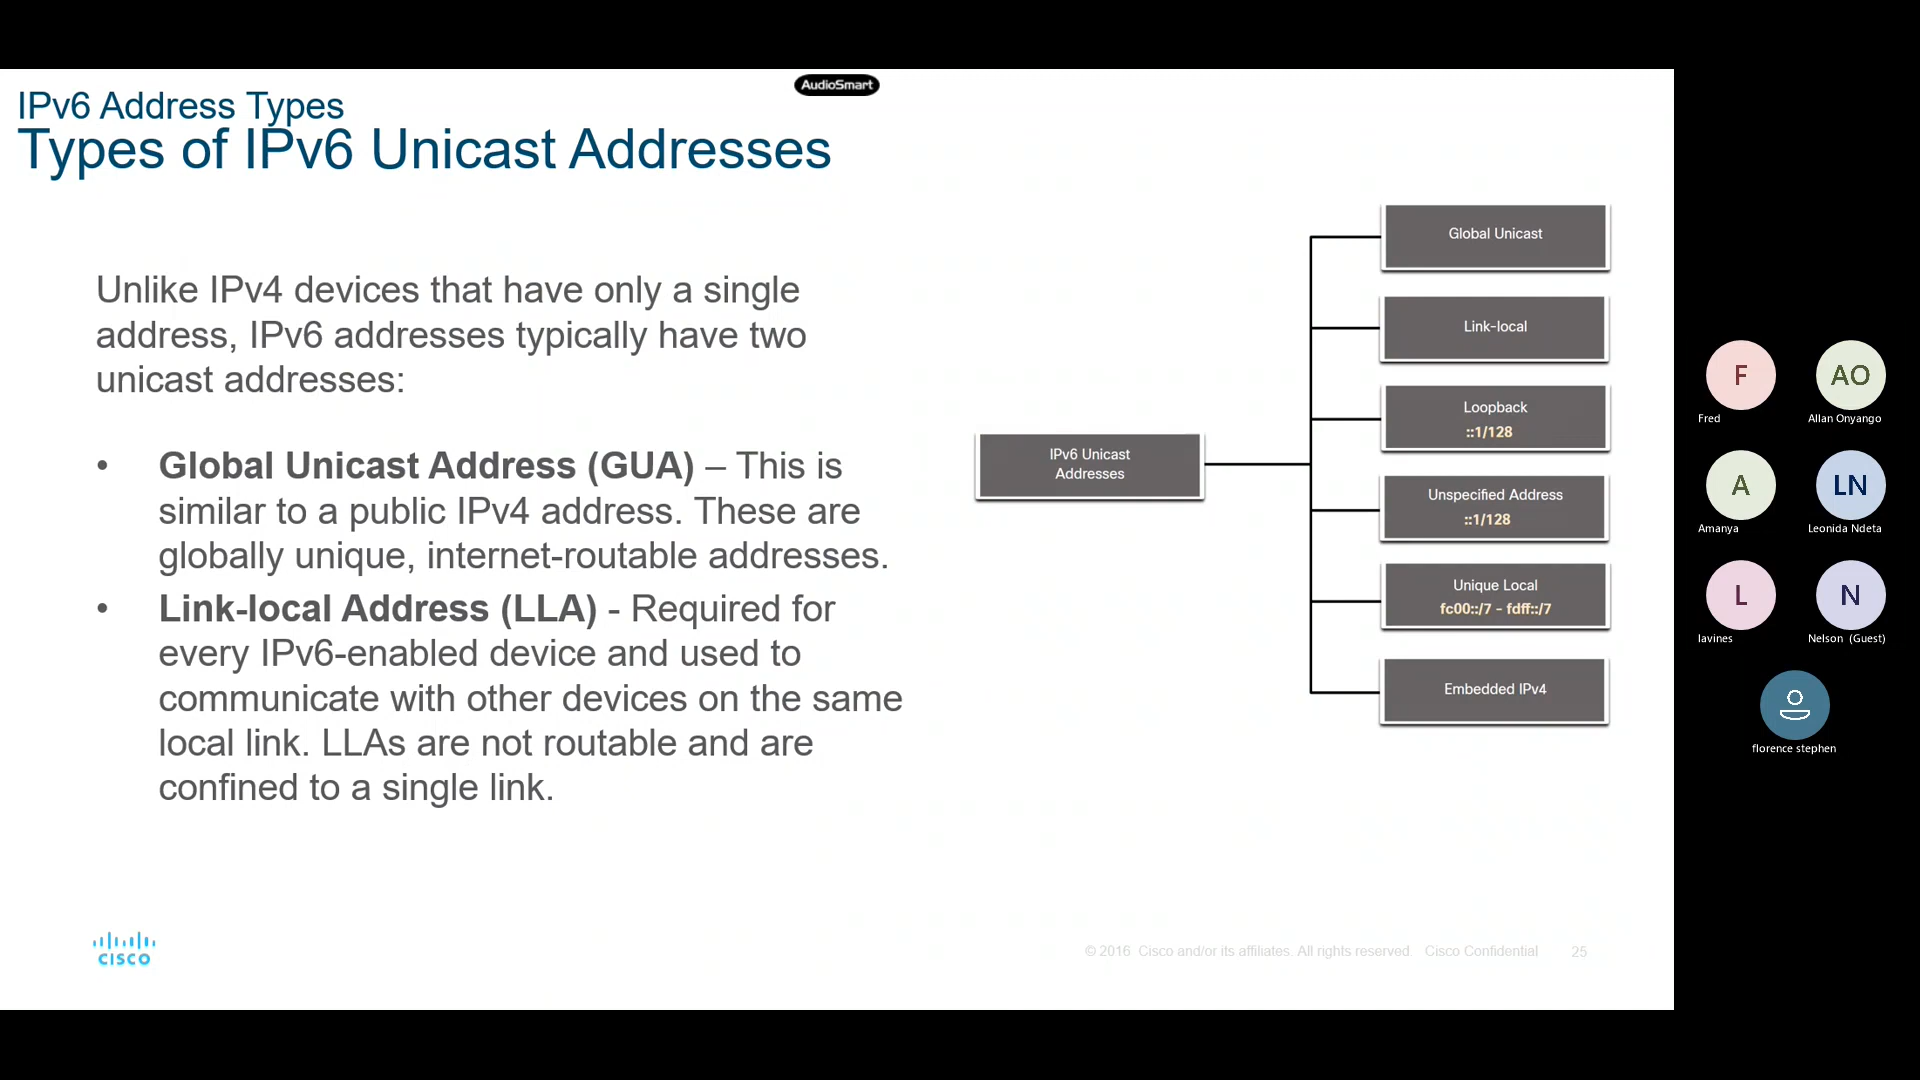 AudioSmart
IPv6 Address Types
Types of IPv6 Unicast Addresses
Unlike IPv4 devices that have only a single
address, IPv6 addresses typically have two
unicast addresses:
• Global Unicast Address (GUA) – This is
similar to a public IPv4 address. These are
globally unique, internet-routable addresses.
• Link-local Address (LLA) - Required for
every IPv6-enabled device and used to
communicate with other devices on the same
local link. LLAs are not routable and are
confined to a single link.
IPv6 Unicast
Addresses
Global Unicast
Link-local
Loopback
::1/128
Unspecified Address
::1/128
Unique Local
fc00::/7 - fdff::/7
Embedded IPv4
CISCO
© 2016 Cisco and/or its affiliates. All rights reserved. Cisco Confidential 25
F
Fred
AO
Allan Onyango
A
Amanya
LN
Leonida Ndeta
L
lavines
N
Nelson (Guest)
florence stephen